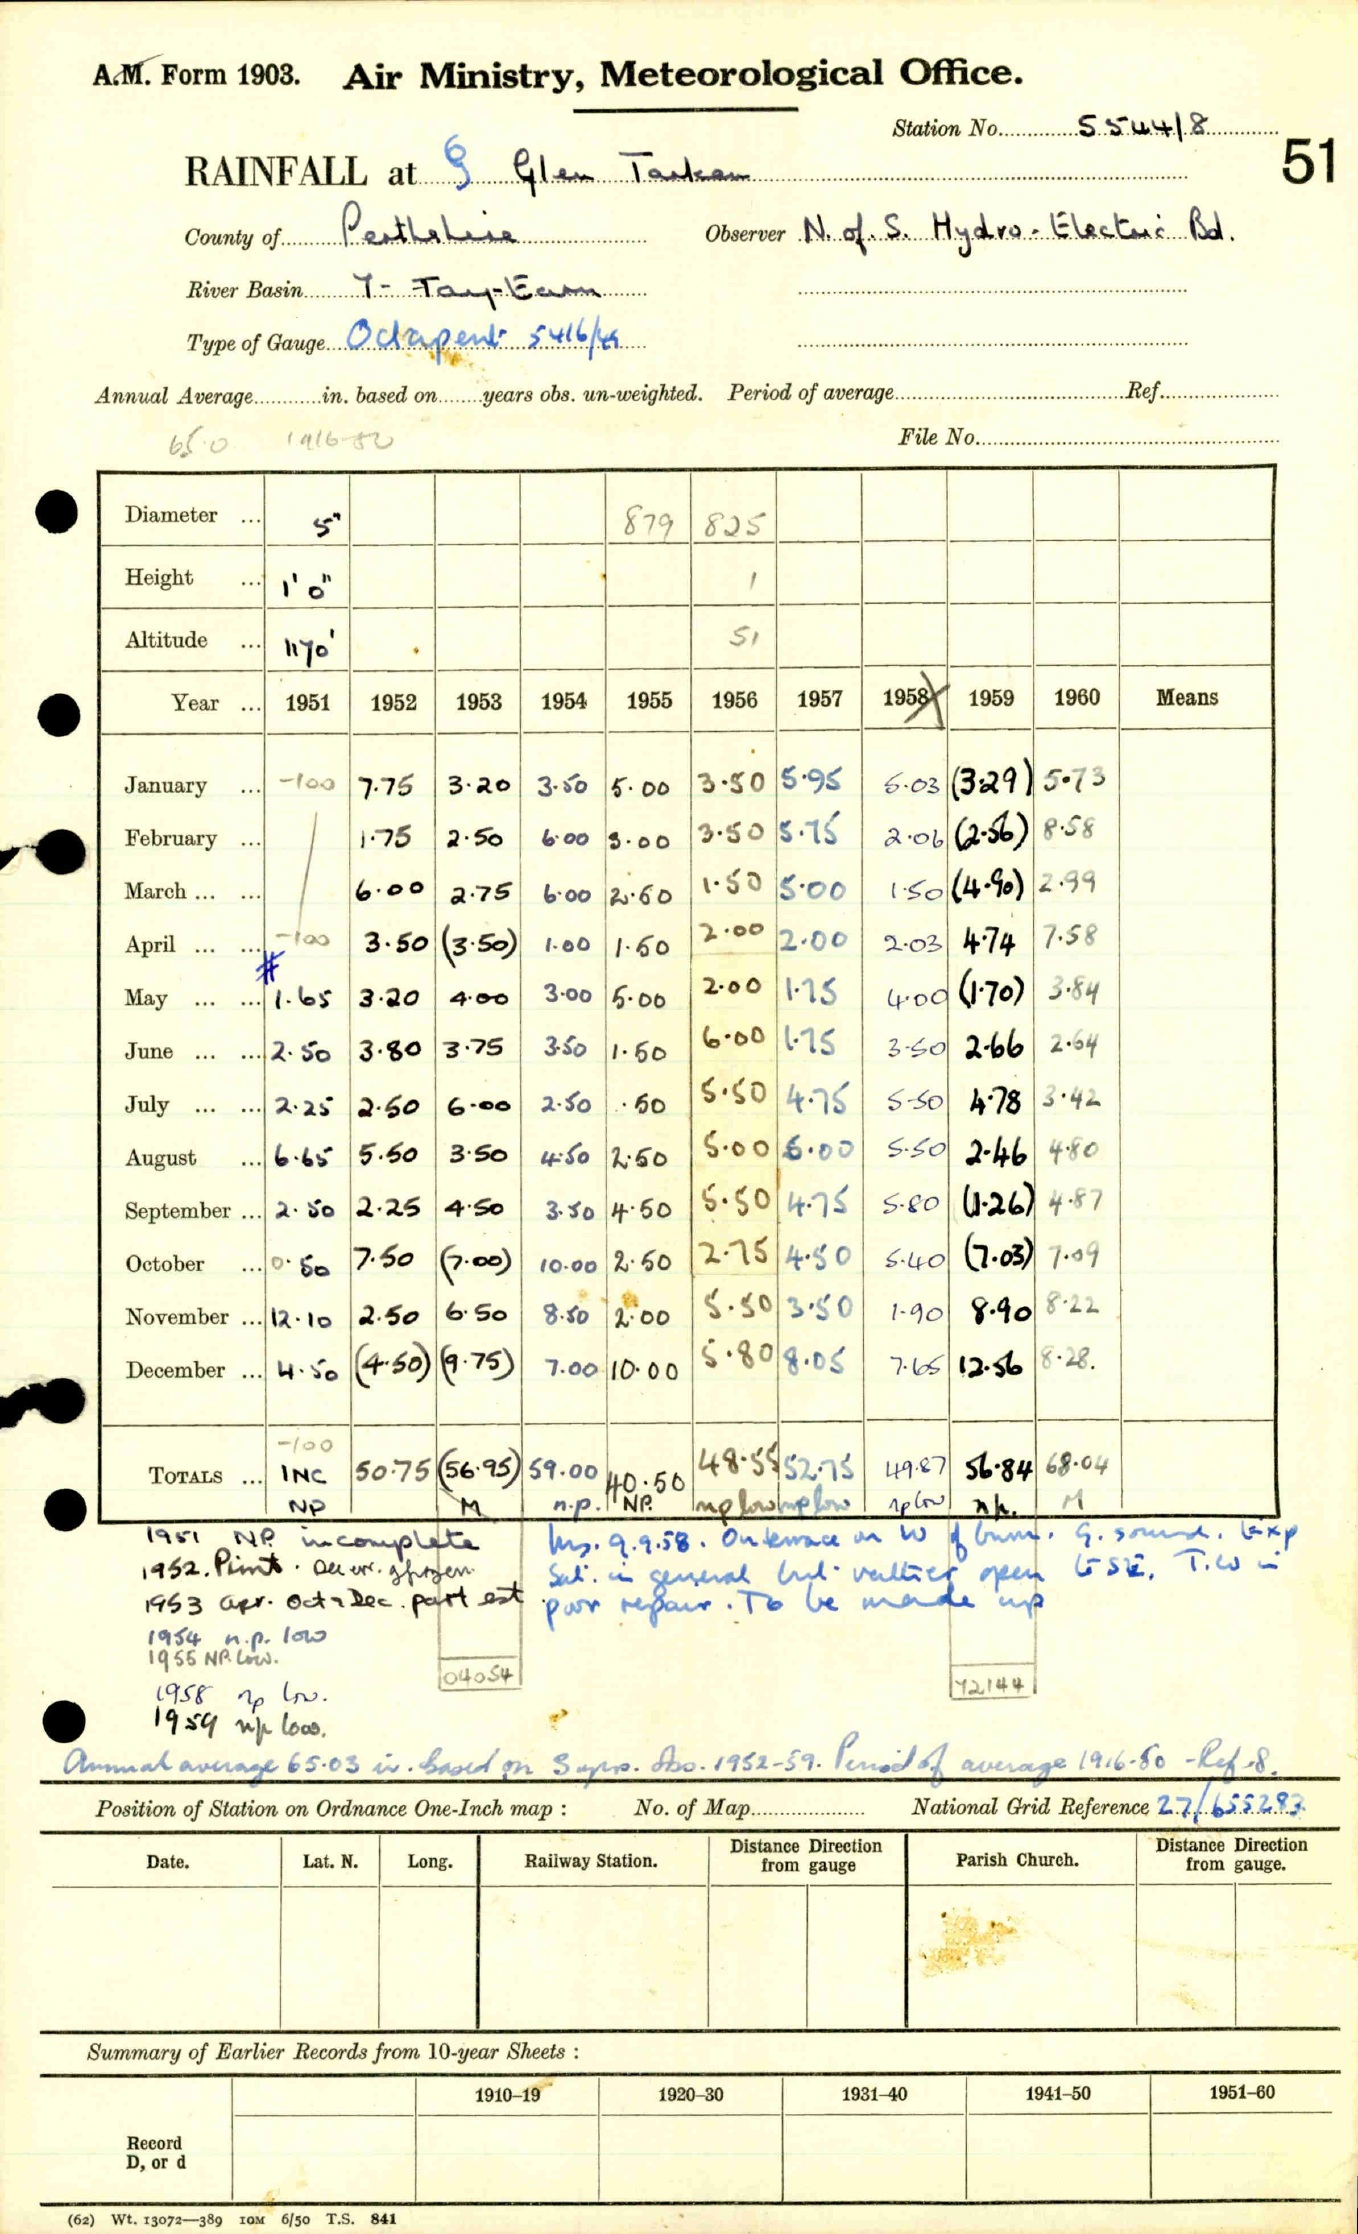 A.M. Form 1903. Air Ministry, Meteorological Office.
Station No. 5544/8
51
RAINFALL at Glen Tarken
County of Perthshire Observer N. of S. Hydro-Electric Bd.
River Basin 7- Tay-Earn
Type of Gauge Octapent 5416/49
Annual Average in. based on years obs. un-weighted. Period of average Ref.
65.0 1916-50 File No.
Diameter ... 5" 879 825
Height ... 1' 0" 1
Altitude ... 1170' 51
Year ... 1951 1952 1953 1954 1955 1956 1957 1958 X 1959 1960 Means
January ... -100 7.75 3.20 3.50 5.00 3.50 5.95 5.03 (3.29) 5.73
February ... 1.75 2.50 6.00 3.00 3.50 5.75 2.06 (2.56) 8.58
March ... ... 6.00 2.75 6.00 2.50 1.50 5.00 1.50 (4.90) 2.99
April ... ... -100 3.50 (3.50) 1.00 1.50 2.00 2.00 2.03 4.74 7.58
May ... ... # 1.65 3.20 4.00 3.00 5.00 2.00 1.75 4.00 (1.70) 3.84
June ... ... 2.50 3.80 3.75 3.50 1.50 6.00 1.75 3.50 2.66 2.64
July ... ... 2.25 2.50 6.00 2.50 .50 5.50 4.75 5.50 4.78 3.42
August ... 6.65 5.50 3.50 4.50 2.50 5.00 5.00 5.50 2.46 4.80
September ... 2.50 2.25 4.50 3.50 4.50 5.50 4.75 5.80 (1.26) 4.87
October ... 0.50 7.50 (7.00) 10.00 2.50 2.75 4.50 5.40 (7.03) 7.09
November ... 12.10 2.50 6.50 8.50 2.00 5.50 3.50 1.90 8.90 8.22
December ... 4.50 (4.50) (9.75) 7.00 10.00 5.80 8.05 7.65 12.56 8.28.
-100
TOTALS ... INC 50.75 (56.95) 59.00 40.50 48.55 52.75 49.87 56.84 68.04
NP M n.p. NP. np low np low np low np. M
1951 NP. incomplete
1952. Print. Dec frozen
1953 Apr. Oct & Dec. part est
1954 n.p. low
1955 NP. low.
1958 np low.
1959 np low.
Ins. 9.9.58. On terrace on W of burn. G. sound. Exp
Sat. in general but rather open E SE. T.W in
poor repair. To be made up
04054 72144
Annual average 65.03 in. based on 3 yrs. obs. 1952-59. Period of average 1916-50 - Ref 8.
Position of Station on Ordnance One-Inch map : No. of Map National Grid Reference 27/655283
Date. Lat. N. Long. Railway Station. Distance Direction from gauge Parish Church. Distance Direction from gauge.
Summary of Earlier Records from 10-year Sheets :
1910–19 1920–30 1931–40 1941–50 1951–60
Record
D, or d
(62) Wt. 13072—389 10M 6/50 T.S. 841